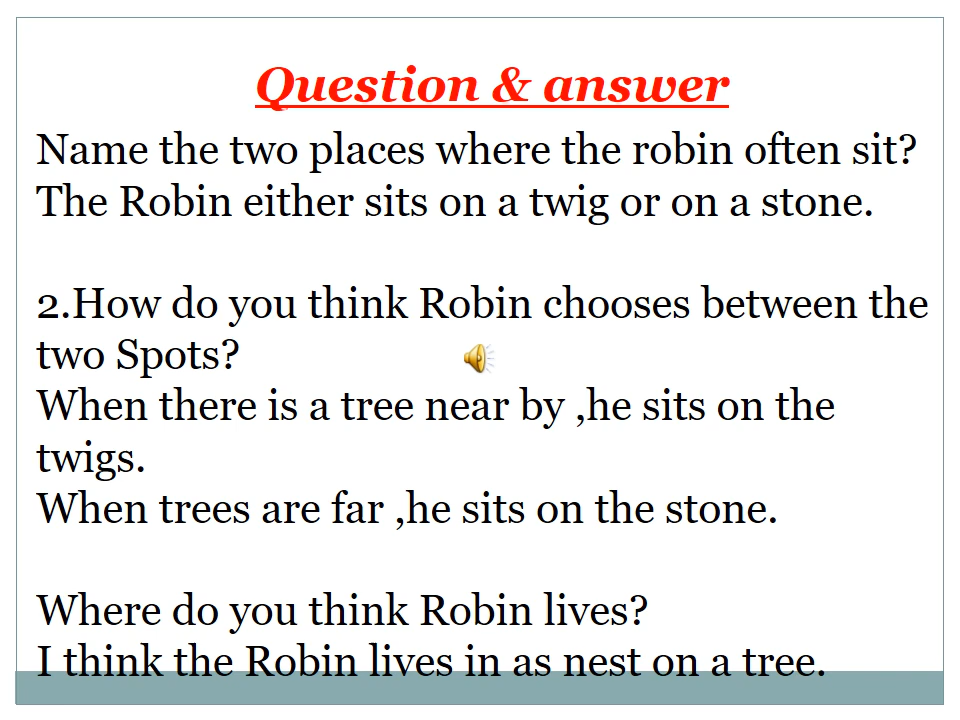 Question & answer
Name the two places where the robin often sit?
The Robin either sits on a twig or on a stone.
2.How do you think Robin chooses between the
two Spots?
When there is a tree near by ,he sits on the
twigs.
When trees are far ,he sits on the stone.
Where do you think Robin lives?
I think the Robin lives in as nest on a tree.